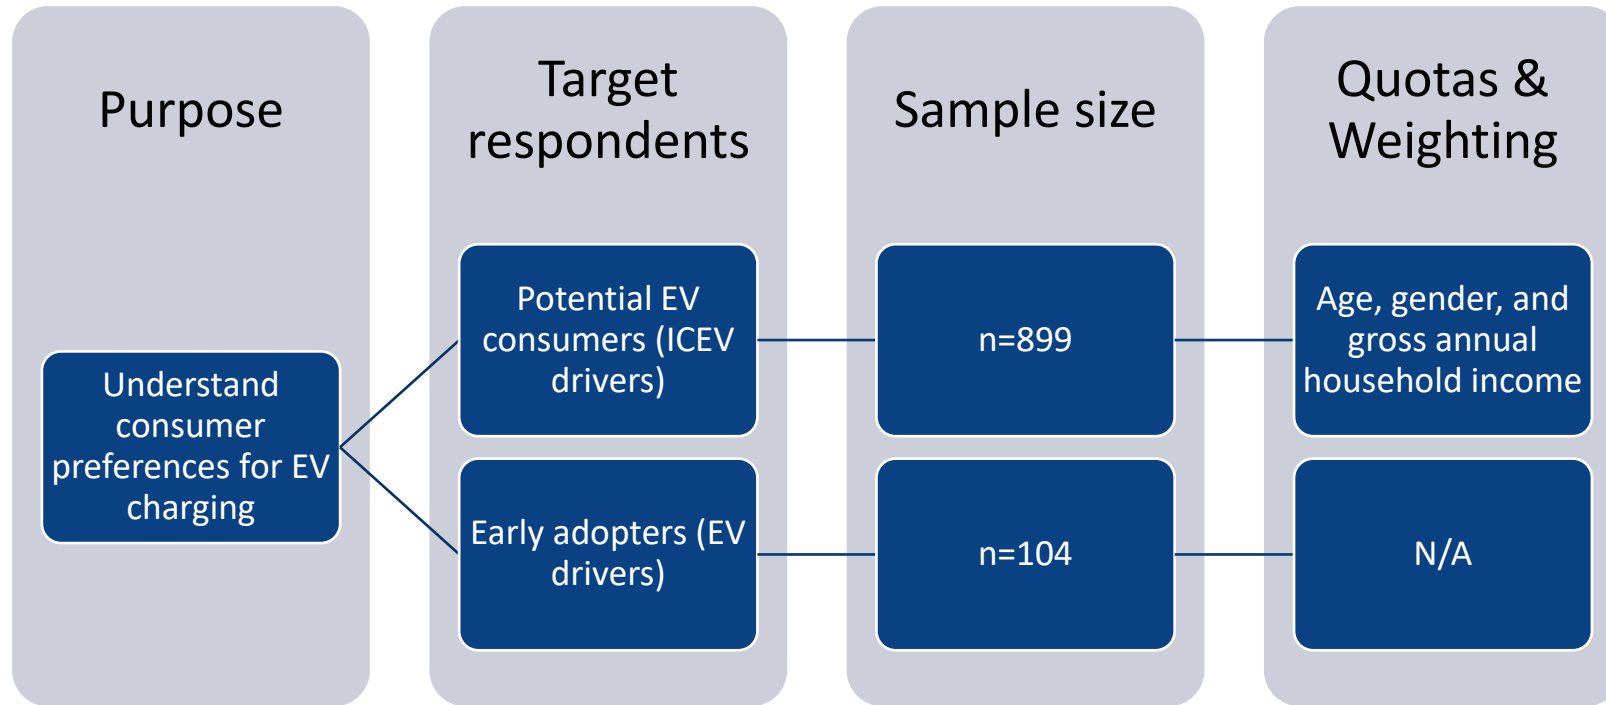 Purpose
Target
respondents
Sample size
Quotas &
Weighting
Understand
consumer
preferences for EV
charging
Potential EV
consumers (ICEV
drivers)
n=899
Age, gender, and
gross annual
household income
Early adopters (EV
drivers)
n=104
N/A